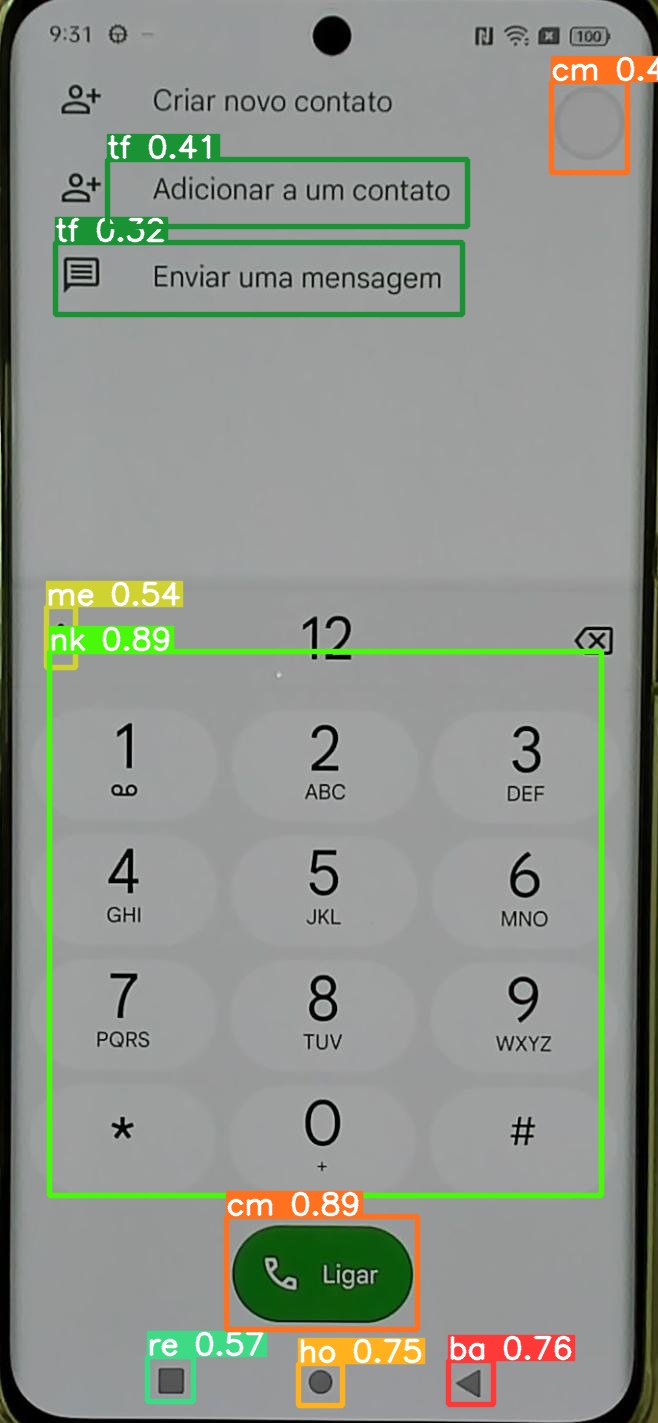 9:31
100
cm 0.4
Criar novo contato
tf 0.41
Adicionar a um contato
tf 0.32
Enviar uma mensagem
me 0.54
nk 0.89
12
1 2 3
ABC DEF
4 5 6
GHI JKL MNO
7 8 9
PQRS TUV WXYZ
* 0 #
+
cm 0.89
Ligar
re 0.57 ho 0.75 ba 0.76